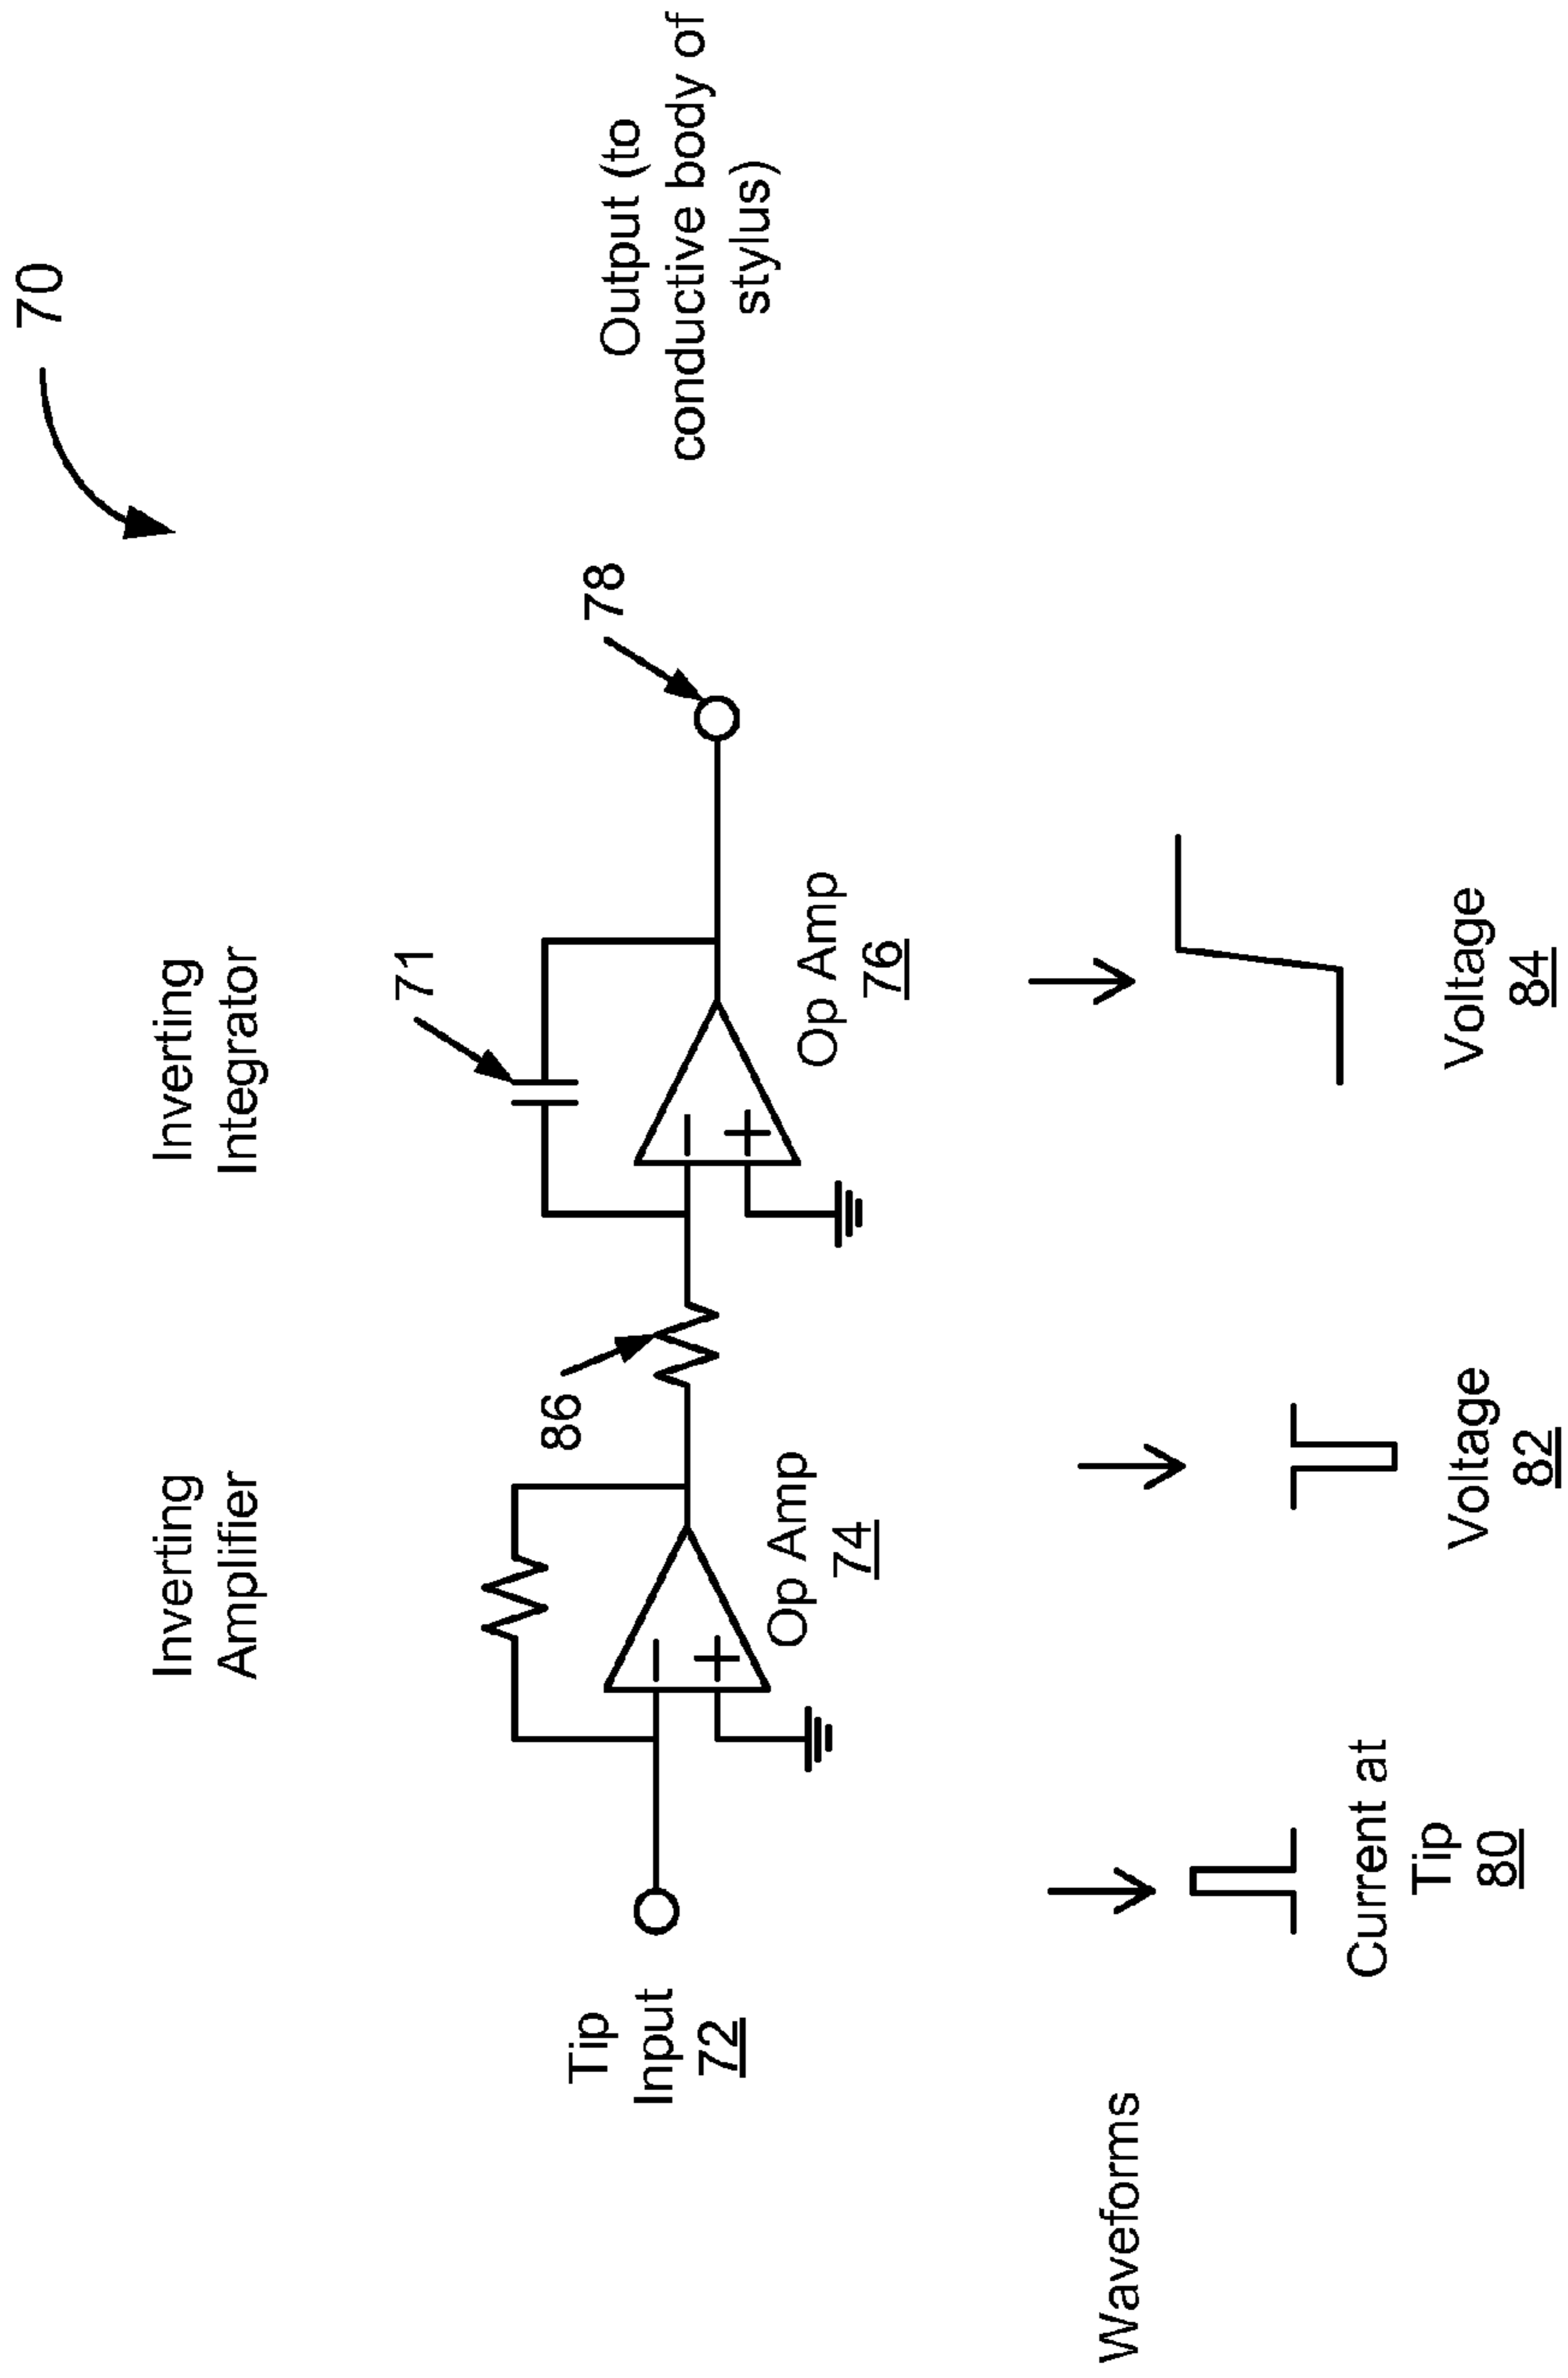 70
Inverting
Amplifier
Inverting
Integrator
71
86
78
Tip
Input
72
Op Amp
74
Op Amp
76
Output (to
conductive body of
stylus)
Waveforms
Current at
Tip
80
Voltage
82
Voltage
84